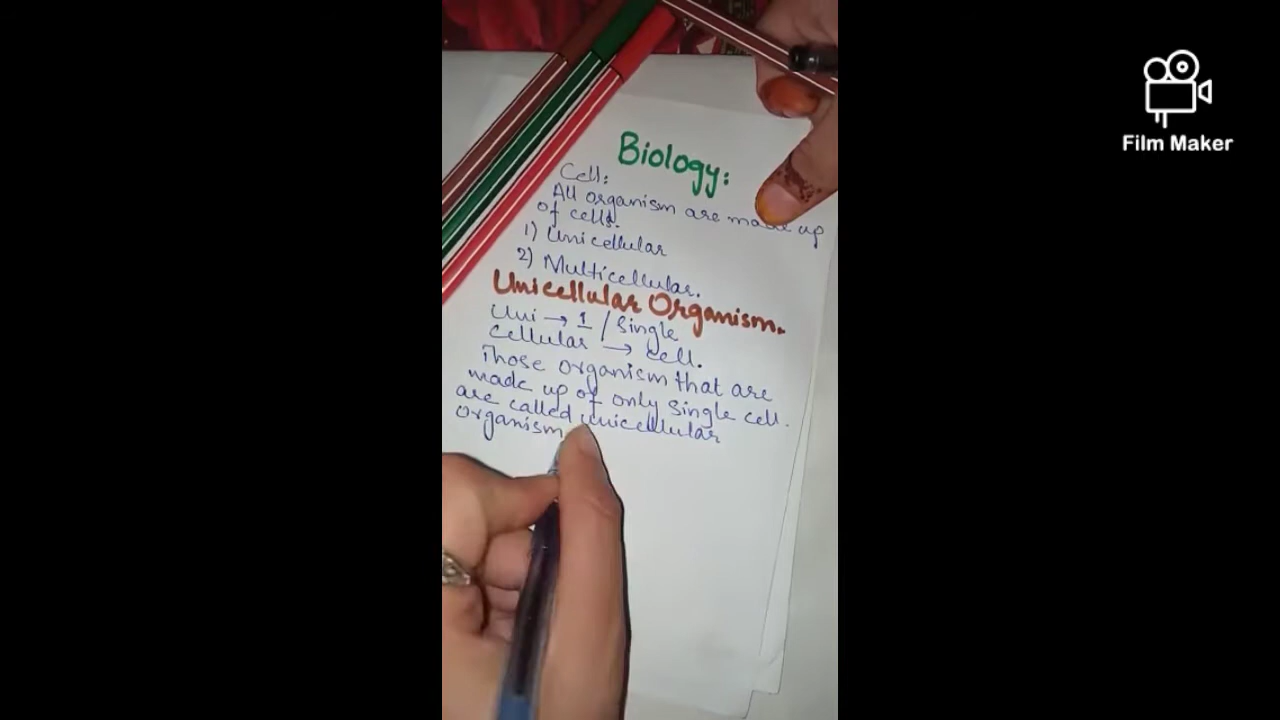 Biology:
Cell:
All organism are made up
of cells.
1) Unicellular
2) Multicellular.
Unicellular Organism.
Uni → 1 / Single
Cellular → cell.
Those organism that are
made up of only single cell.
are called unicellular
organism
Film Maker